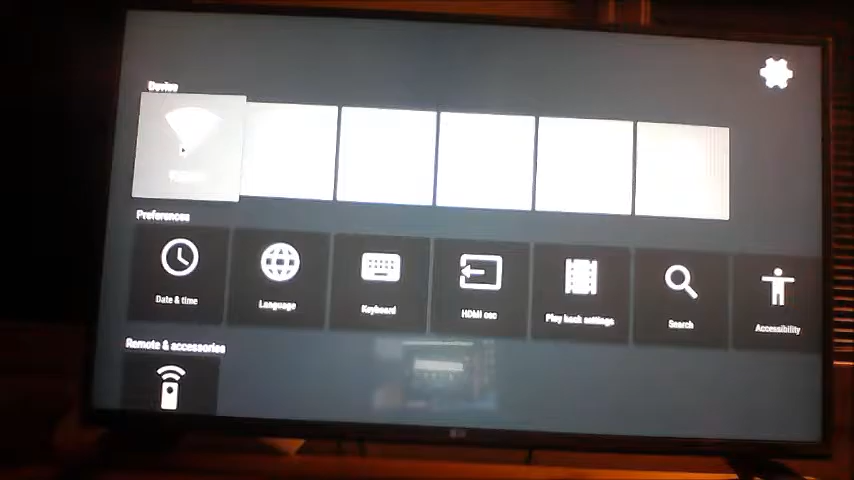 Device
Preferences
Date & time
Language
Keyboard
HDMI cec
Play back settings
Search
Accessibility
Remote & accessories